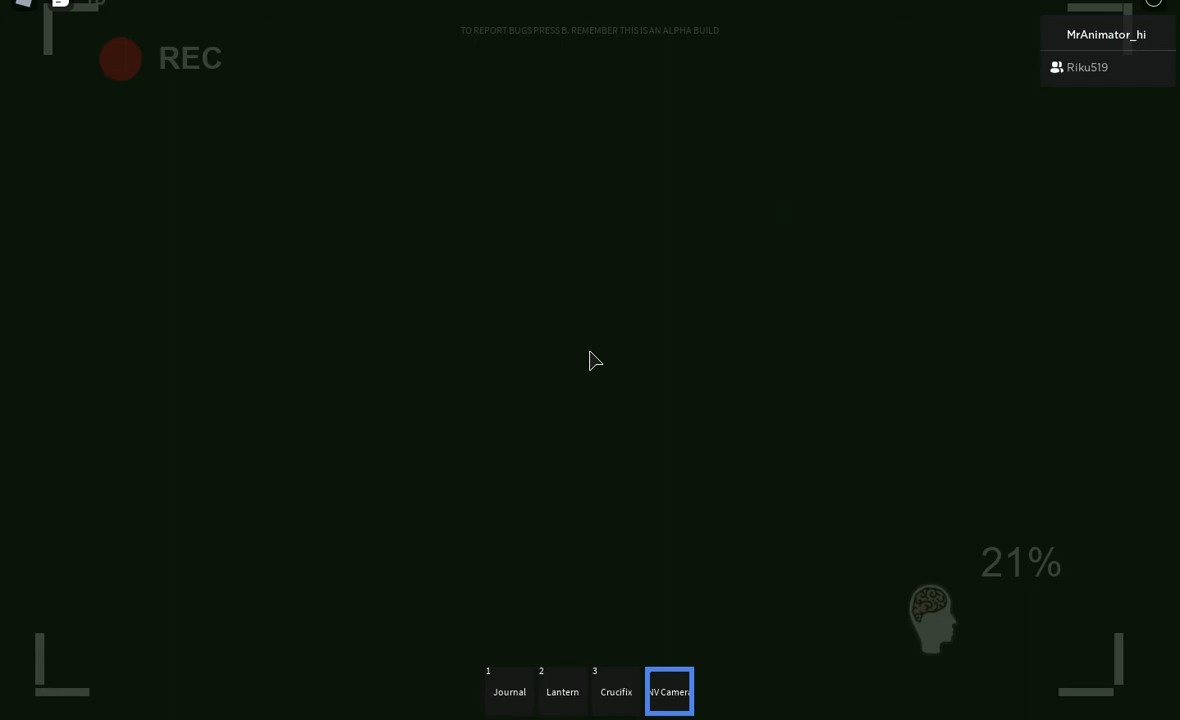 TO REPORT BUGS PRESS B. REMEMBER THIS IS AN ALPHA BUILD
REC
MrAnimator_hi
Riku519
21%
1
Journal
2
Lantern
3
Crucifix
NV Camera